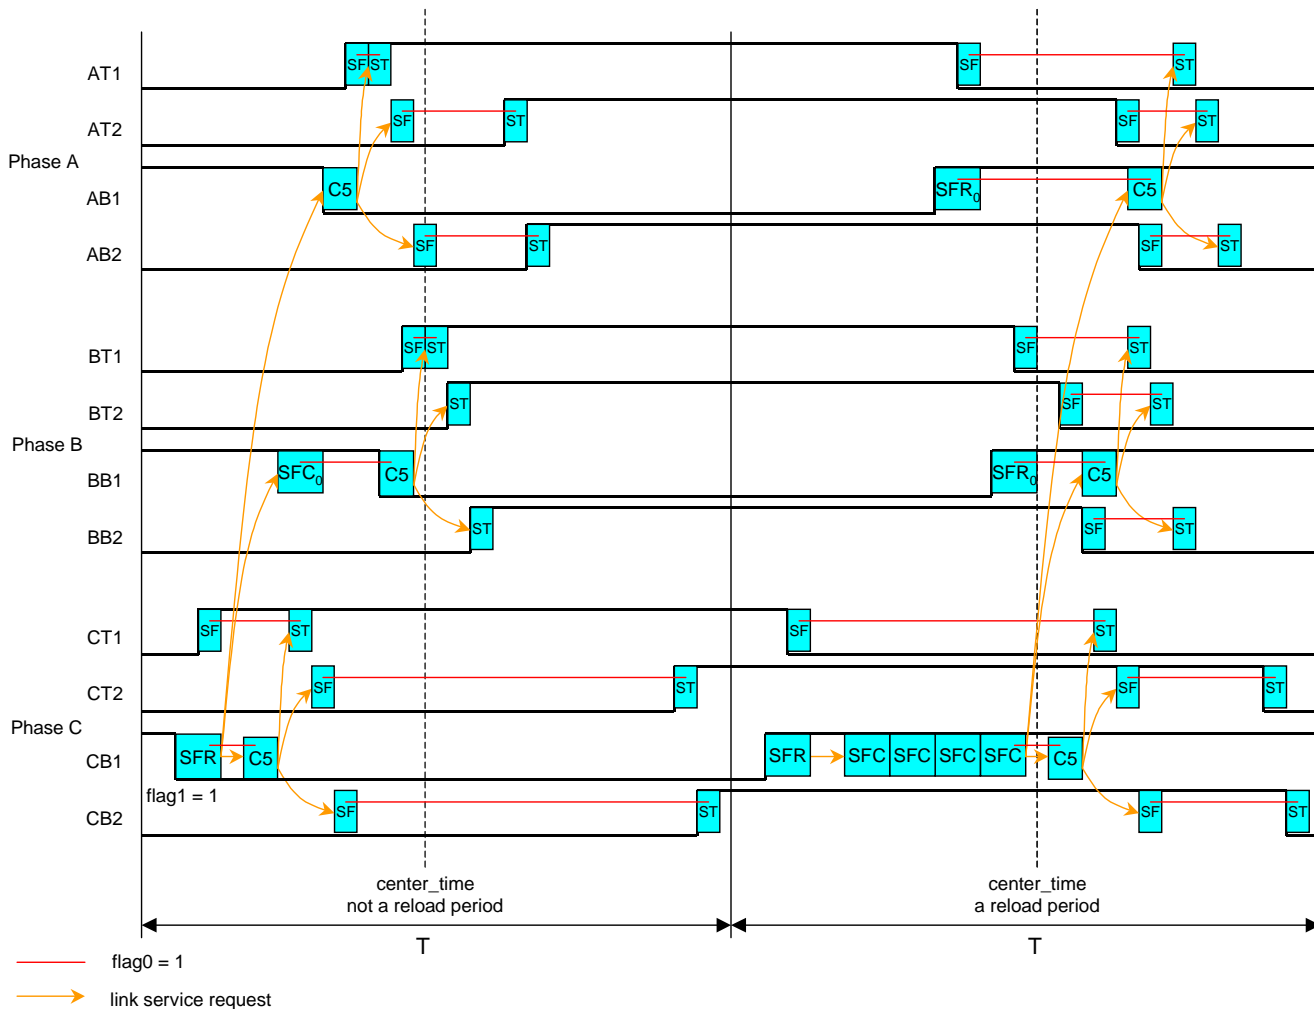 AT1 SF ST SF ST
AT2 SF ST SF ST
Phase A
AB1 C5 SFR0 C5
AB2 SF ST SF ST
BT1 SF ST SF ST
BT2 ST SF ST
Phase B
BB1 SFC0 C5 SFR0 C5
BB2 ST SF ST
CT1 SF ST SF ST
CT2 SF ST SF ST
Phase C
CB1 SFR C5 SFR SFC SFC SFC SFC C5
flag1 = 1
CB2 SF ST SF ST
center_time center_time
not a reload period a reload period
T T
flag0 = 1
link service request